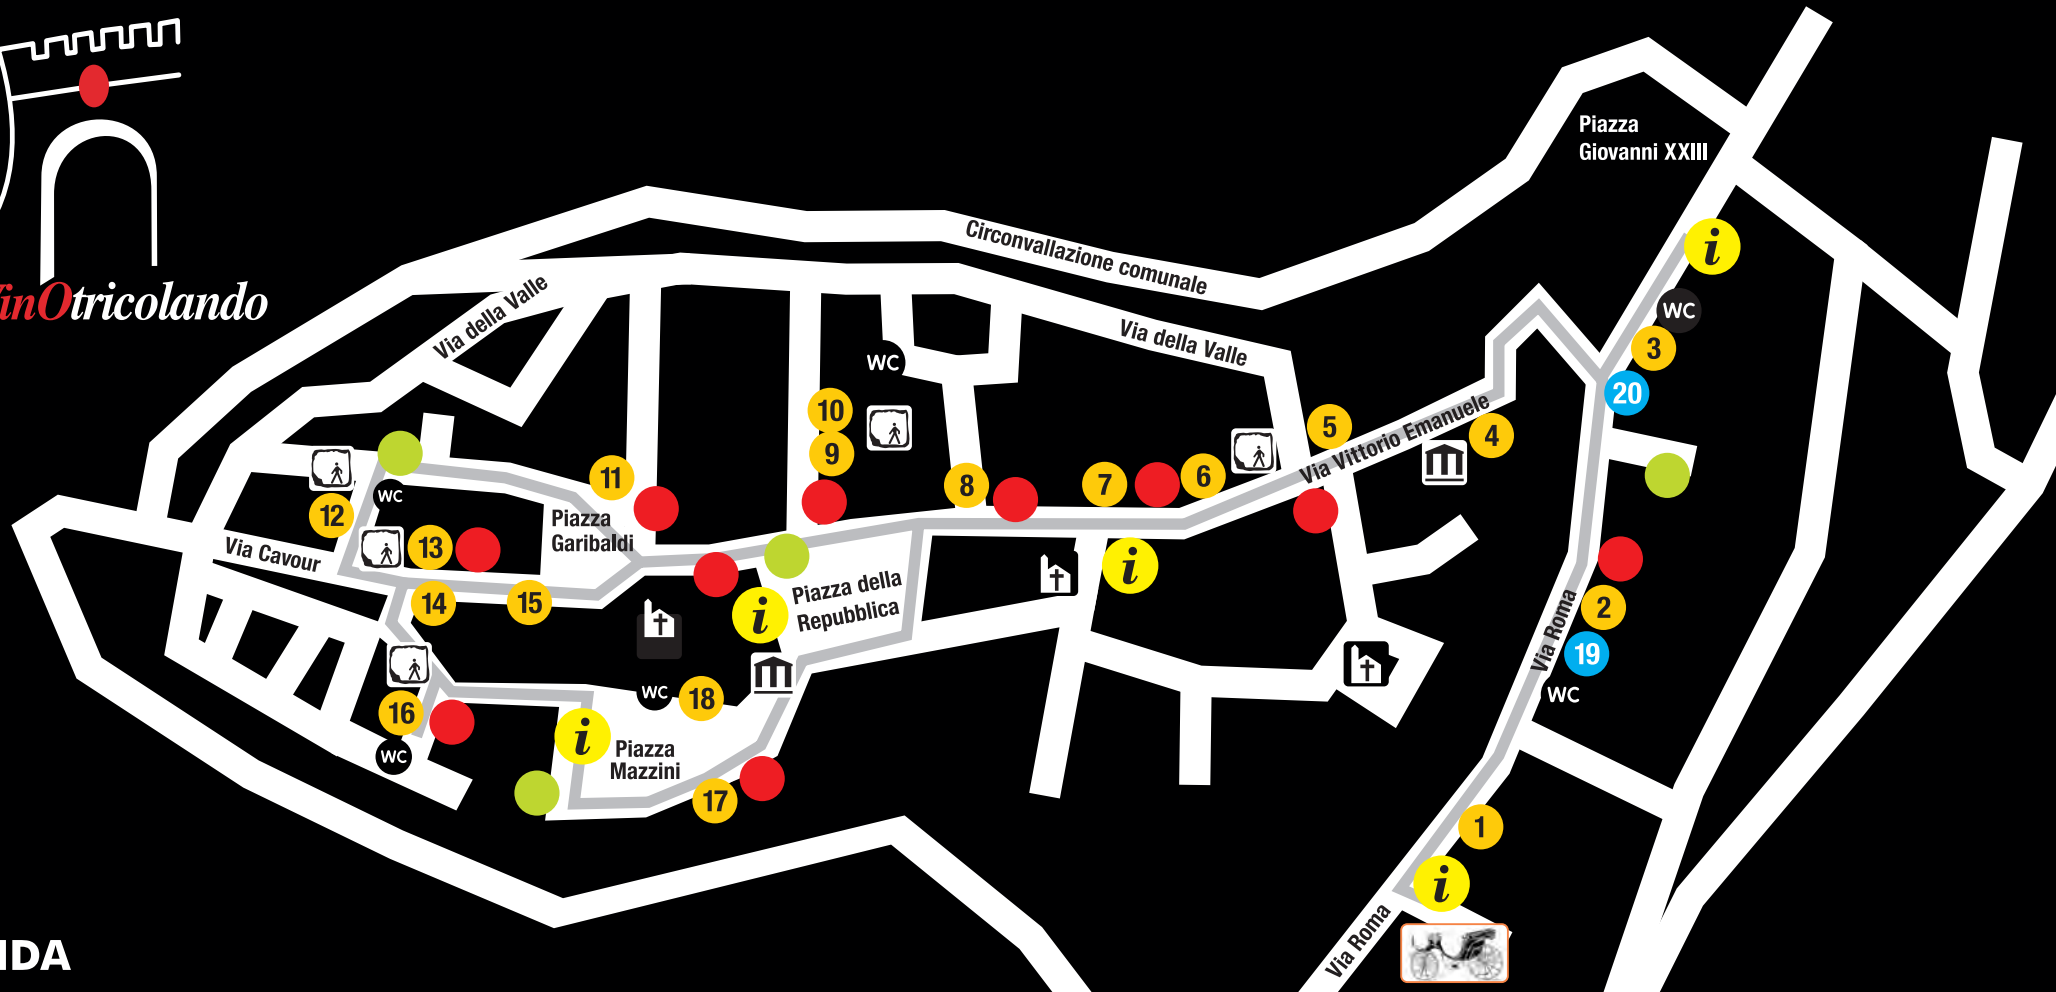 inOtricolando
Piazza
Giovanni XXIII
Circonvallazione comunale
Via della Valle
Via della Valle
i
WC
3
20
WC
10
9
5
Via Vittorio Emanuele
4
11
8
7
6
WC
12
Piazza
Garibaldi
13
Via Cavour
i
Piazza della
Repubblica
14
15
i
2
Via Roma
19
WC
WC
18
16
i
Piazza
Mazzini
WC
17
1
i
Via Roma
NDA